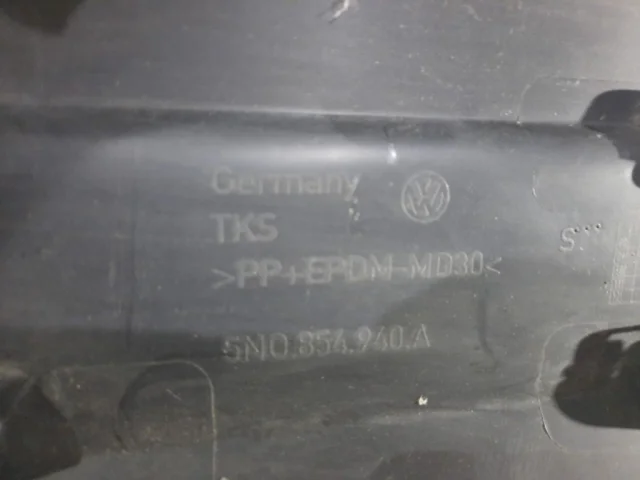 Germany
TKS
>PP+EPDM-MD30<
5N0.854.940.A